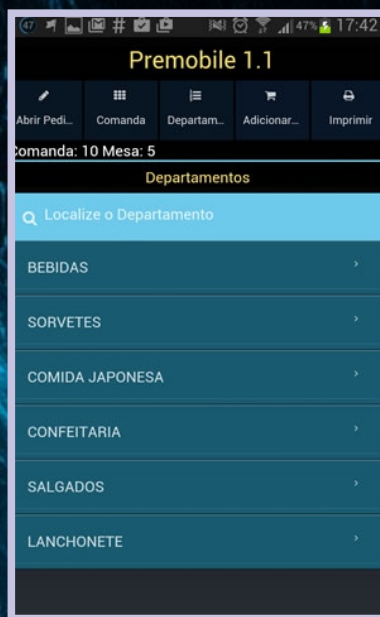 47 # 47% 17:42
Premobile 1.1
Abrir Pedi... Comanda Departam... Adicionar... Imprimir
Comanda: 10 Mesa: 5
Departamentos
Localize o Departamento
BEBIDAS
SORVETES
COMIDA JAPONESA
CONFEITARIA
SALGADOS
LANCHONETE